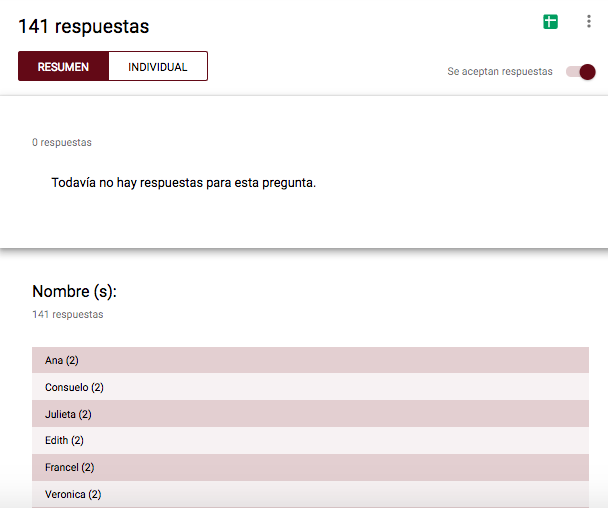 141 respuestas
RESUMEN
INDIVIDUAL
Se aceptan respuestas
0 respuestas
Todavía no hay respuestas para esta pregunta.
Nombre (s):
141 respuestas
Ana (2)
Consuelo (2)
Julieta (2)
Edith (2)
Francel (2)
Veronica (2)